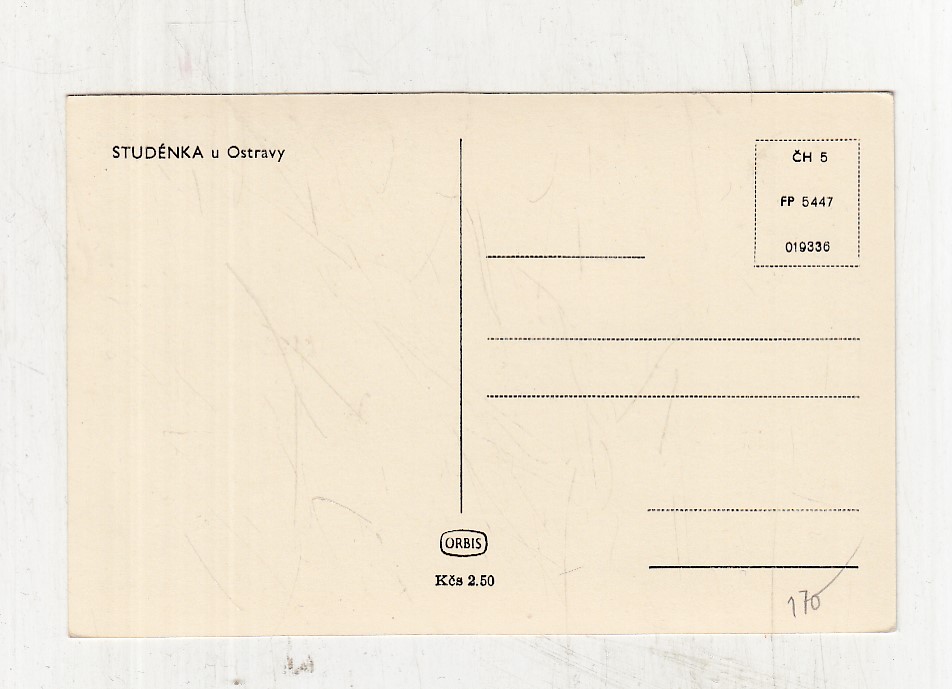 STUDÉNKA u Ostravy
ČH 5
FP 5447
019336
ORBIS
Kčs 2.50
170